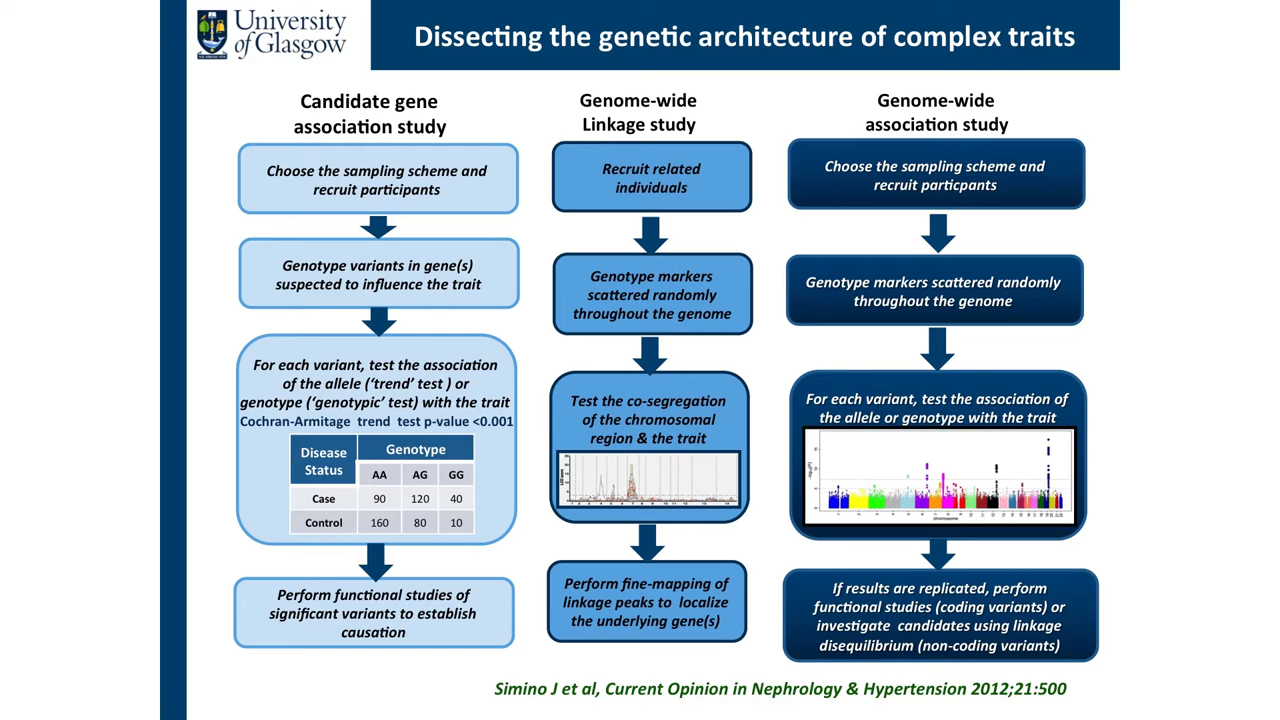 University
of Glasgow
Dissecting the genetic architecture of complex traits
Candidate gene
association study
Choose the sampling scheme and
recruit participants
Genotype variants in gene(s)
suspected to influence the trait
For each variant, test the association
of the allele (‘trend’ test ) or
genotype (‘genotypic’ test) with the trait
Cochran-Armitage trend test p-value <0.001
Disease
Status
Genotype
AA AG GG
Case 90 120 40
Control 160 80 10
Perform functional studies of
significant variants to establish
causation
Genome-wide
Linkage study
Recruit related
individuals
Genotype markers
scattered randomly
throughout the genome
Test the co-segregation
of the chromosomal
region & the trait
Perform fine-mapping of
linkage peaks to localize
the underlying gene(s)
Genome-wide
association study
Choose the sampling scheme and
recruit particpants
Genotype markers scattered randomly
throughout the genome
For each variant, test the association of
the allele or genotype with the trait
chromosome
If results are replicated, perform
functional studies (coding variants) or
investigate candidates using linkage
disequilibrium (non-coding variants)
Simino J et al, Current Opinion in Nephrology & Hypertension 2012;21:500